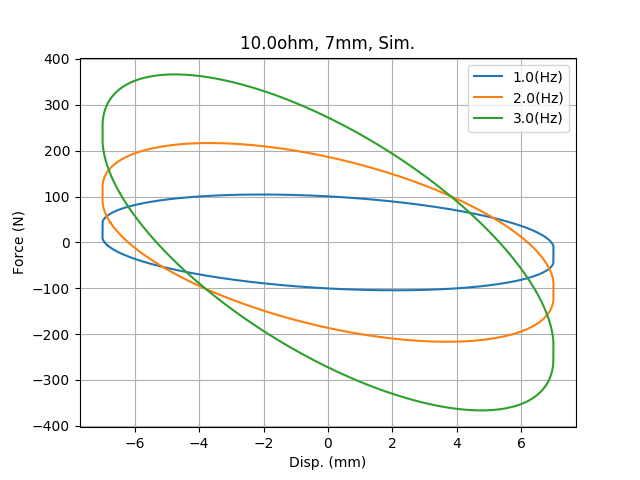 10.0ohm, 7mm, Sim.
1.0(Hz)
2.0(Hz)
3.0(Hz)
400
300
200
100
0
−100
−200
−300
−400
Force (N)
−6 −4 −2 0 2 4 6
Disp. (mm)